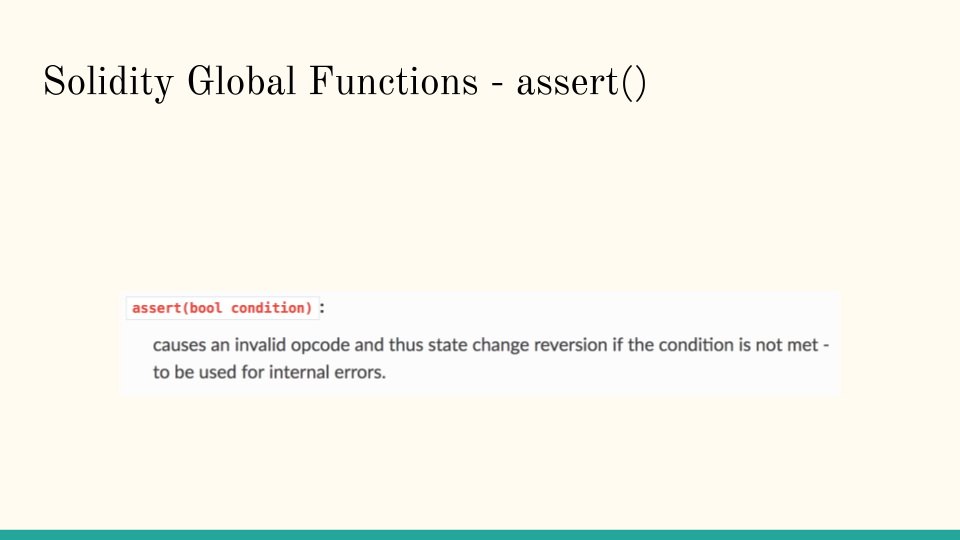 Solidity Global Functions - assert()
assert(bool condition) :
causes an invalid opcode and thus state change reversion if the condition is not met -
to be used for internal errors.